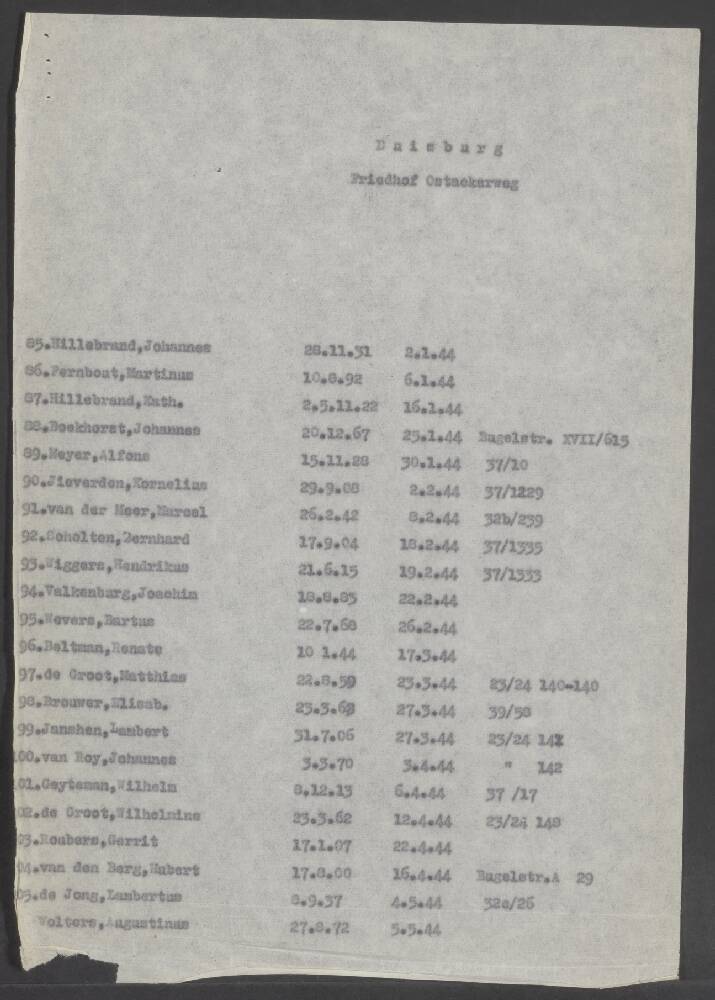 Duisburg
Friedhof Ostackerweg
85.Hillebrand,Johannes 28.11.31 2.1.44
86.Pernbout,Martinus 10.8.92 6.1.44
87.Hillebrand,Math. 2,5.11.22 16.1.44
88.Boekhorst,Johannes 20.12.67 25.1.44 Bugelstr. XVII/615
89.Meyer,Alfons 15.11.28 30.1.44 37/10
90.Jieverden,Kornelius 29.9.88 2.2.44 37/1229
91.van der Meer,Marcel 26.2.42 8.2.44 32b/239
92.Scholten,Bernhard 17.9.04 18.2.44 37/1335
93.Wiggers,Hendrikus 21.6.15 19.2.44 37/1333
94.Valkenburg,Joachim 18.8.85 22.2.44
95.Wevers,Bartus 22.7.68 26.2.44
96.Beltman,Renate 10 1.44 17.3.44
97.de Groot,Matthias 22.8.59 23.3.44 23/24 140-140
98.Brouwer,Elisab. 23.3.68 27.3.44 39/58
99.Janshen,Lambert 31.7.06 27.3.44 23/24 141
00.van Roy,Johannes 3.3.70 3.4.44 " 142
01.Geyteman,Wilhelm 8,12.13 6.4.44 37 /17
02.de Groot,Wilhelmine 23.3.62 12.4.44 23/24 148
03.Roubers,Gerrit 17.1.07 22.4.44
04.van den Berg,Hubert 17.8.00 16.4.44 Bugelstr.A 29
05.de Jong,Lambertus 8.9.37 4.5.44 32c/26
Wolters,Augustinus 27.8.72 5.5.44